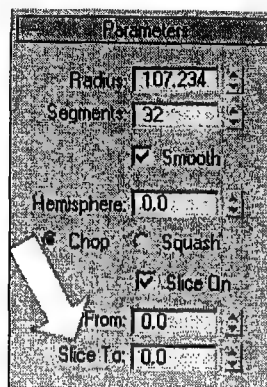 Parameters
Radius: 107.234
Segments: 32
Smooth
Hemisphere: 0.0
Chop Squash
Slice On
From: 0.0
Slice To: 0.0